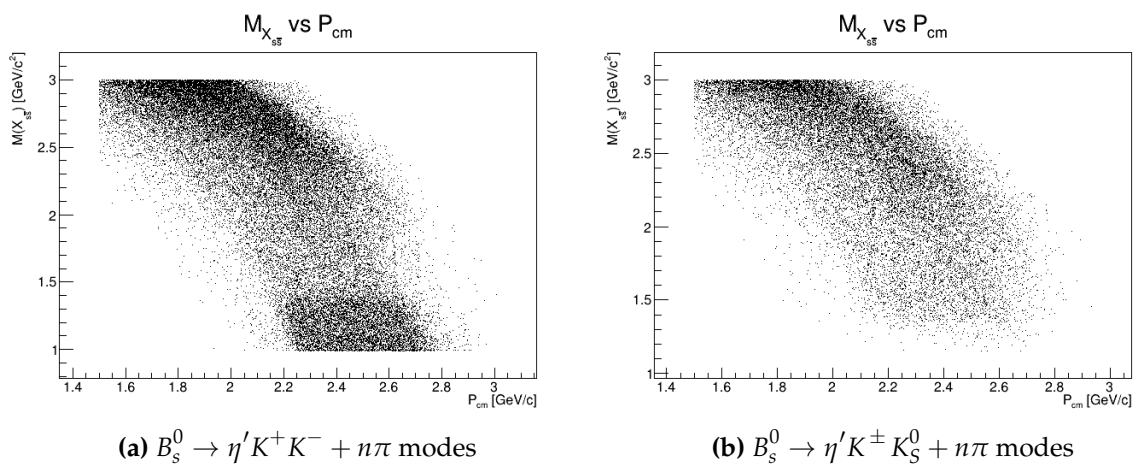 M_{X_{s\bar{s}}} vs P_{cm}
M(X_{s\bar{s}}) [GeV/c²]
3
2.5
2
1.5
1
1.4 1.6 1.8 2 2.2 2.4 2.6 2.8 3
P_{cm} [GeV/c]
(a) B_s^0 → η′K⁺K⁻ + nπ modes
M_{X_{s\bar{s}}} vs P_{cm}
M(X_{s\bar{s}}) [GeV/c²]
3
2.5
2
1.5
1
1.4 1.6 1.8 2 2.2 2.4 2.6 2.8 3
P_{cm} [GeV/c]
(b) B_s^0 → η′K^± K_S^0 + nπ modes